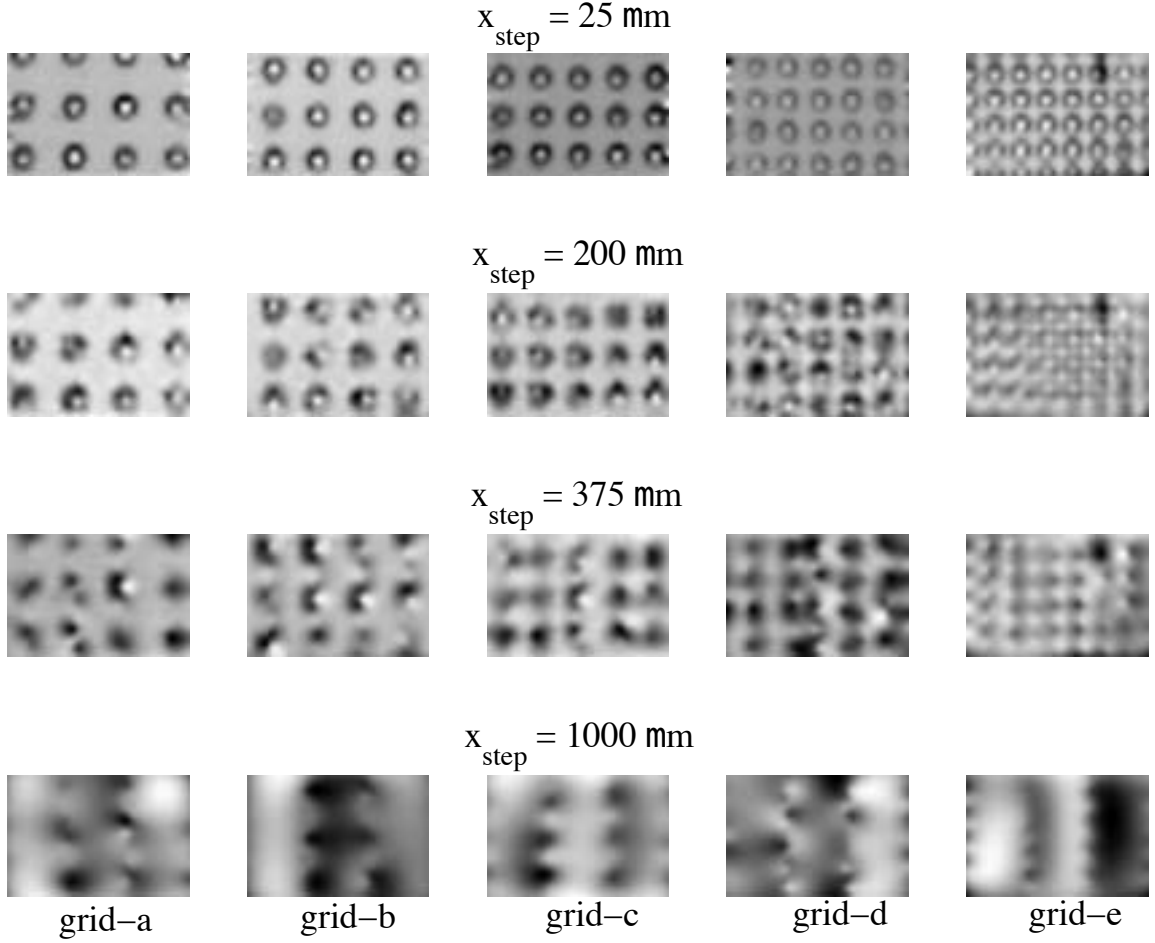 x_step = 25 mm
x_step = 200 mm
x_step = 375 mm
x_step = 1000 mm
grid−a grid−b grid−c grid−d grid−e